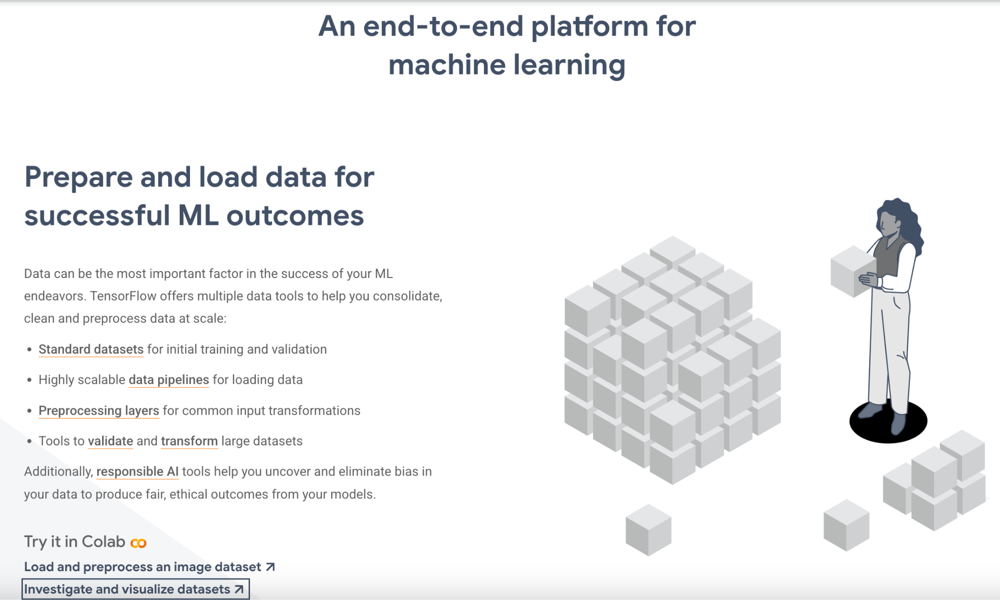 An end-to-end platform for
machine learning
Prepare and load data for
successful ML outcomes
Data can be the most important factor in the success of your ML
endeavors. TensorFlow offers multiple data tools to help you consolidate,
clean and preprocess data at scale:
• Standard datasets for initial training and validation
• Highly scalable data pipelines for loading data
• Preprocessing layers for common input transformations
• Tools to validate and transform large datasets
Additionally, responsible AI tools help you uncover and eliminate bias in
your data to produce fair, ethical outcomes from your models.
Try it in Colab
Load and preprocess an image dataset
Investigate and visualize datasets